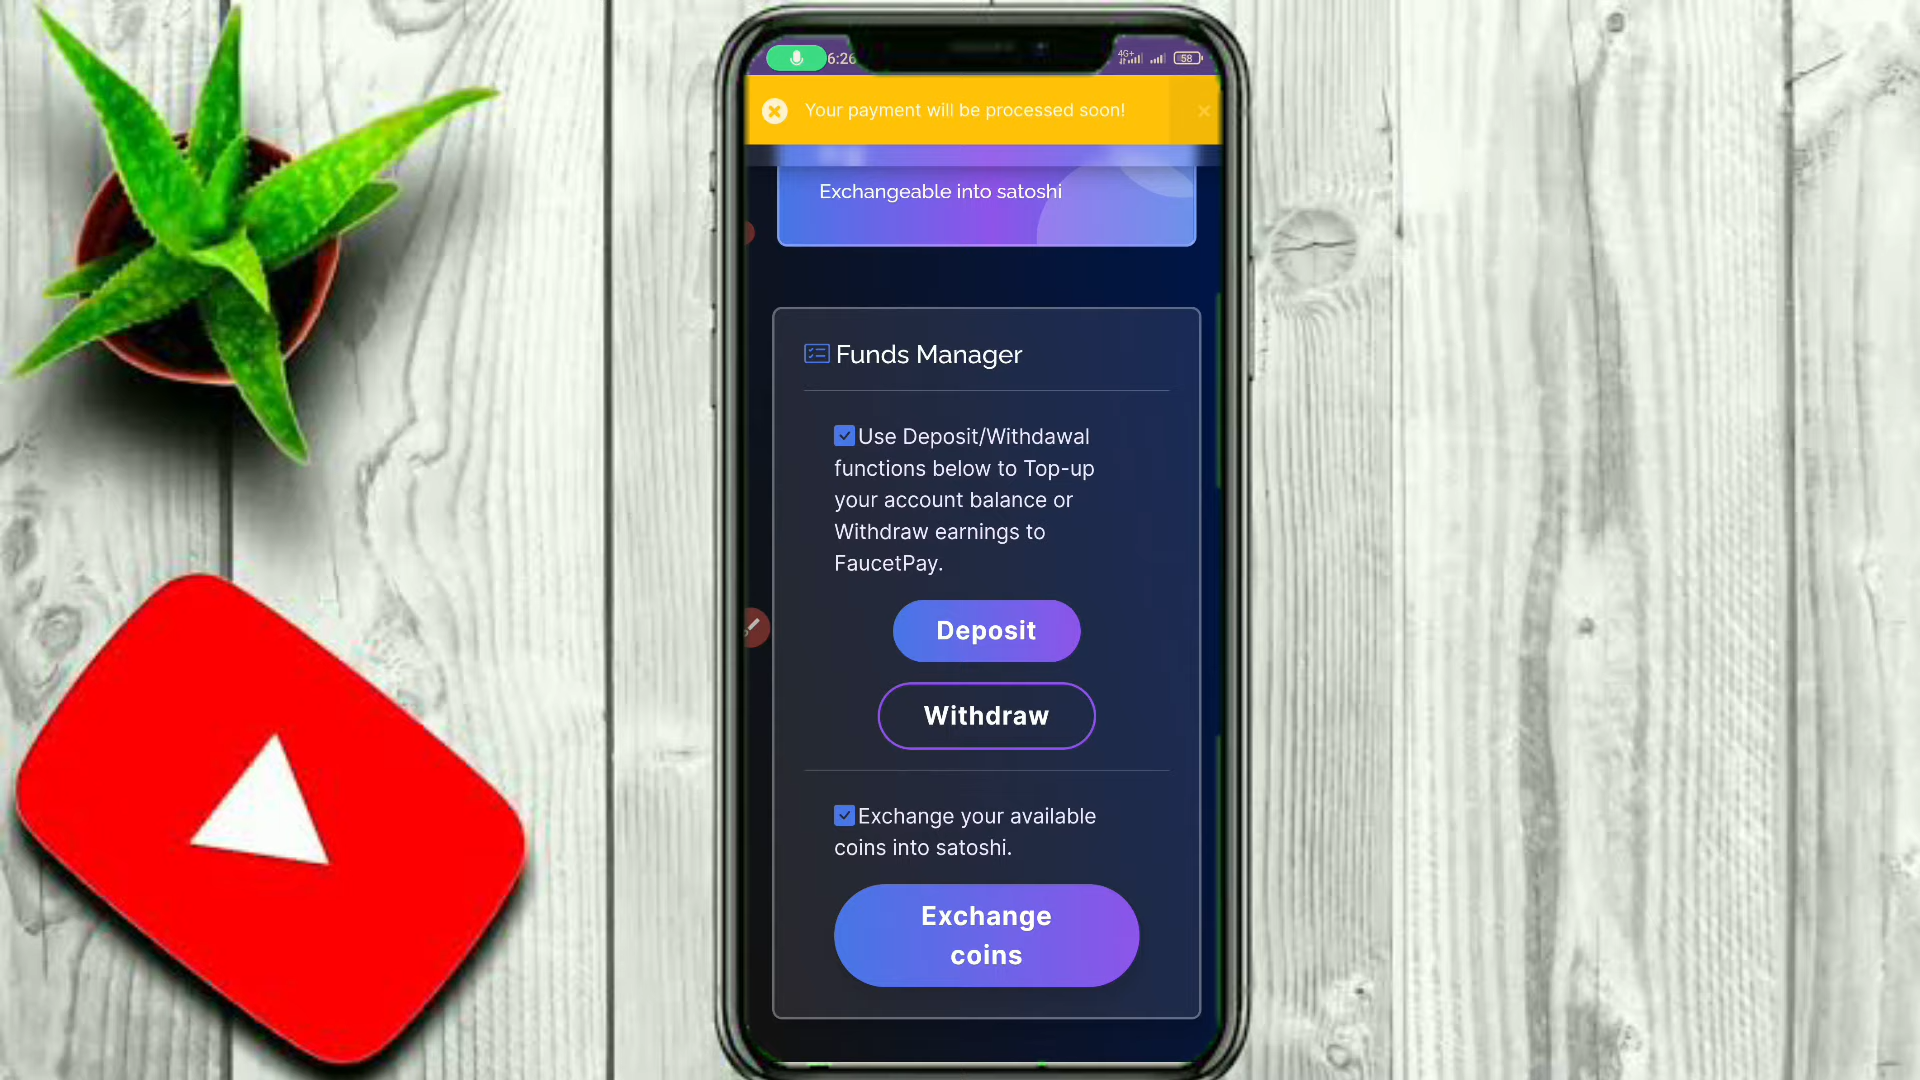 6:26
4G+
58
Your payment will be processed soon!
Exchangeable into satoshi
Funds Manager
Use Deposit/Withdawal
functions below to Top-up
your account balance or
Withdraw earnings to
FaucetPay.
Deposit
Withdraw
Exchange your available
coins into satoshi.
Exchange
coins